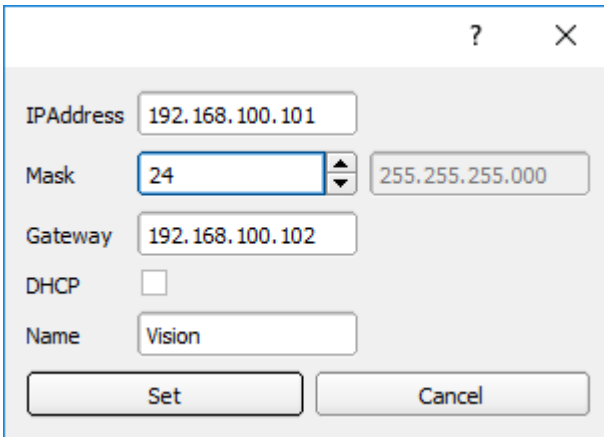 ?
IPAddress 192.168.100.101
Mask 24 255.255.255.000
Gateway 192.168.100.102
DHCP
Name Vision
Set Cancel